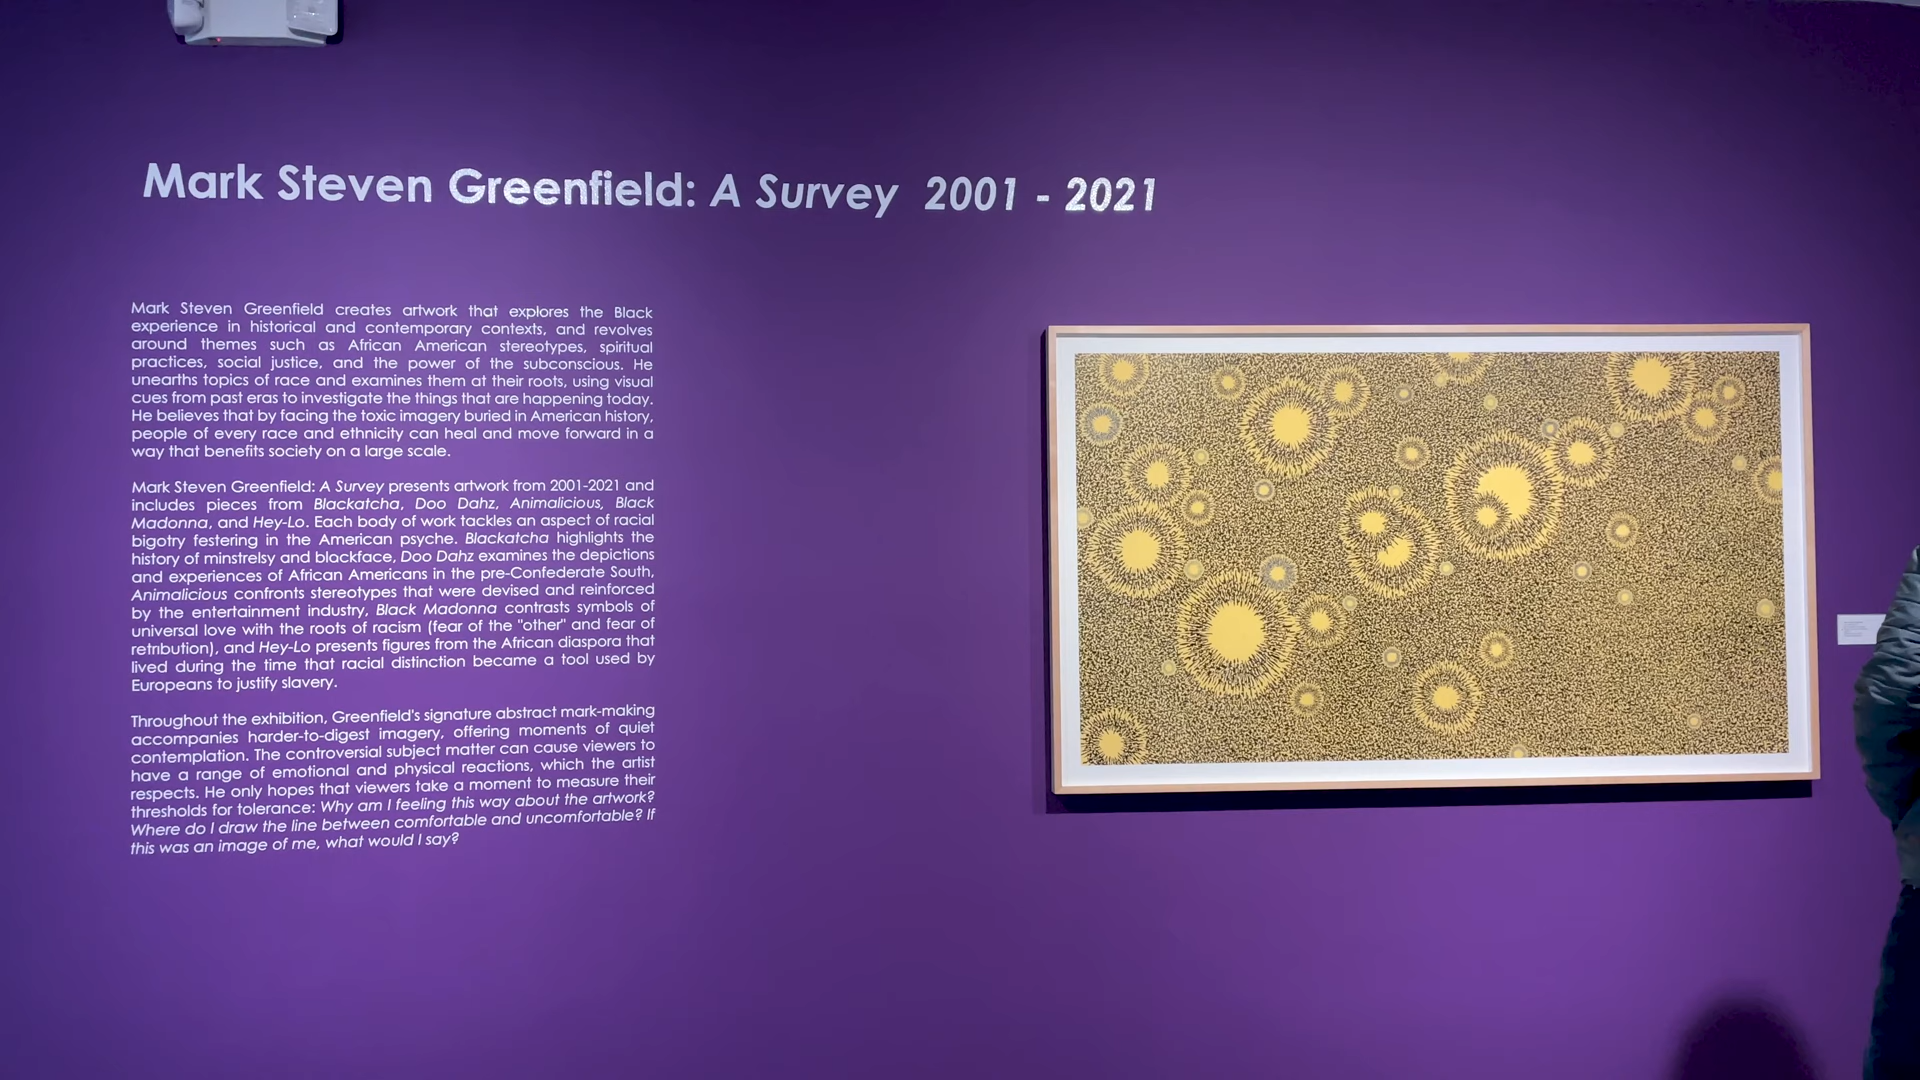 Mark Steven Greenfield: A Survey 2001 - 2021
Mark Steven Greenfield creates artwork that explores the Black
experience in historical and contemporary contexts, and revolves
around themes such as African American stereotypes, spiritual
practices, social justice, and the power of the subconscious. He
unearths topics of race and examines them at their roots, using visual
cues from past eras to investigate the things that are happening today.
He believes that by facing the toxic imagery buried in American history,
people of every race and ethnicity can heal and move forward in a
way that benefits society on a large scale.
Mark Steven Greenfield: A Survey presents artwork from 2001-2021 and
includes pieces from Blackatcha, Doo Dahz, Animalicious, Black
Madonna, and Hey-Lo. Each body of work tackles an aspect of racial
bigotry festering in the American psyche. Blackatcha highlights the
history of minstrelsy and blackface, Doo Dahz examines the depictions
and experiences of African Americans in the pre-Confederate South,
Animalicious confronts stereotypes that were devised and reinforced
by the entertainment industry, Black Madonna contrasts symbols of
universal love with the roots of racism (fear of the "other" and fear of
retribution), and Hey-Lo presents figures from the African diaspora that
lived during the time that racial distinction became a tool used by
Europeans to justify slavery.
Throughout the exhibition, Greenfield's signature abstract mark-making
accompanies harder-to-digest imagery, offering moments of quiet
contemplation. The controversial subject matter can cause viewers to
have a range of emotional and physical reactions, which the artist
respects. He only hopes that viewers take a moment to measure their
thresholds for tolerance: Why am I feeling this way about the artwork?
Where do I draw the line between comfortable and uncomfortable? If
this was an image of me, what would I say?